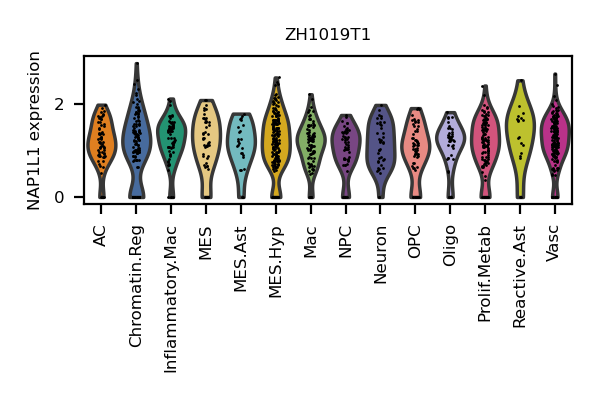 ZH1019T1
NAP1L1 expression
2
0
AC
Chromatin.Reg
Inflammatory.Mac
MES
MES.Ast
MES.Hyp
Mac
NPC
Neuron
OPC
Oligo
Prolif.Metab
Reactive.Ast
Vasc